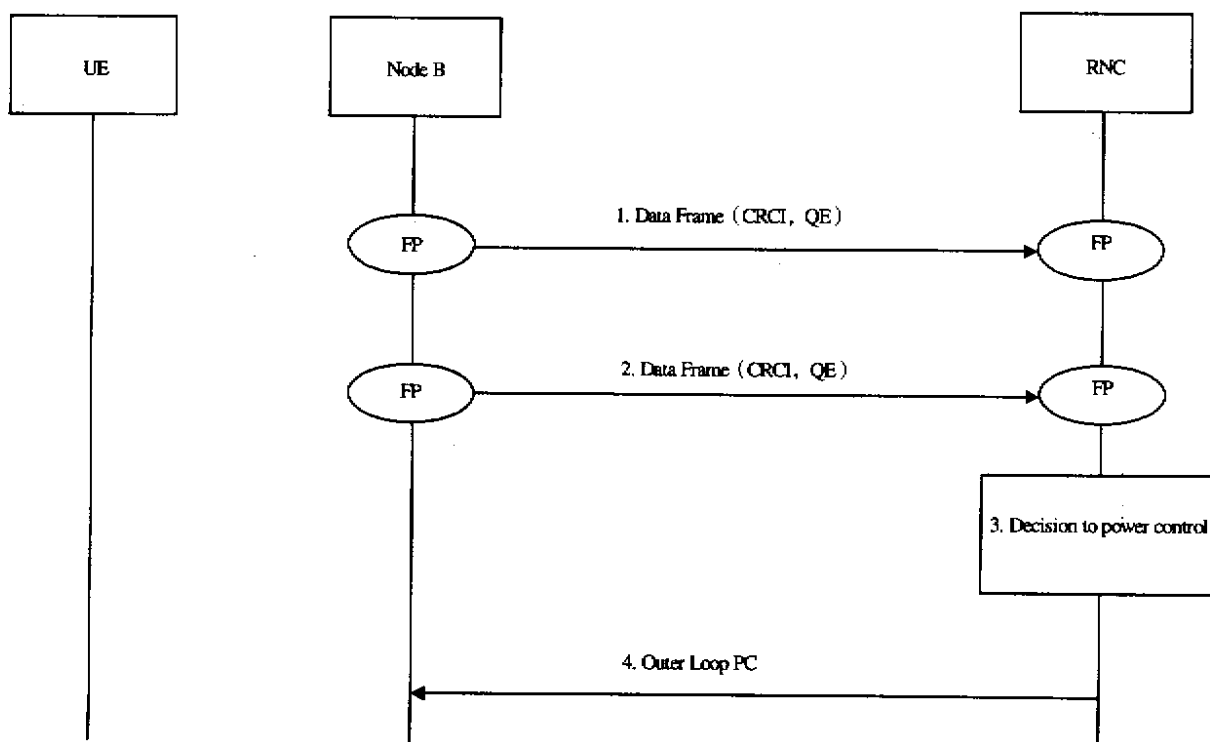 UE
Node B
RNC
1. Data Frame（CRCI，QE）
FP
FP
2. Data Frame（CRCI，QE）
FP
FP
3. Decision to power control
4. Outer Loop PC